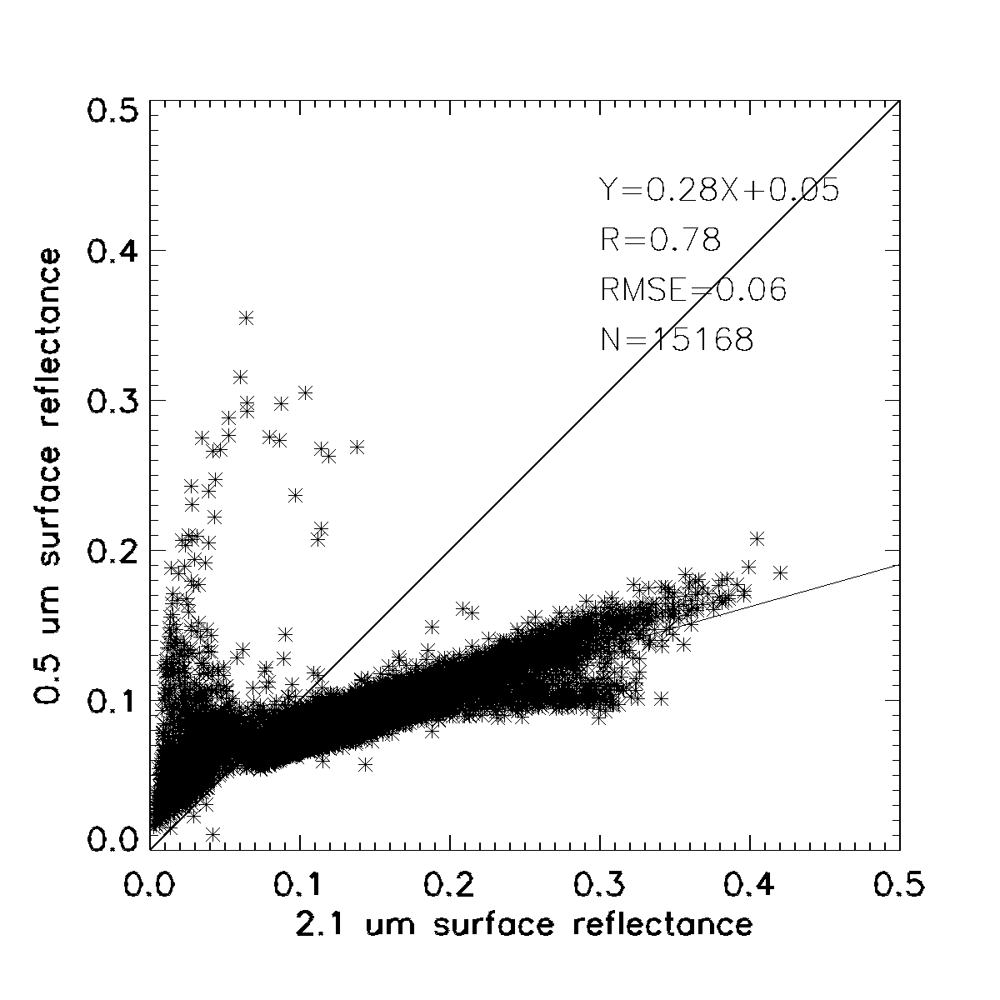 0.5
Y=0.28X+0.05
R=0.78
0.4
RMSE=0.06
N=15168
0.3
0.2
0.1
0.0
0.5 um surface reflectance
0.0 0.1 0.2 0.3 0.4 0.5
2.1 um surface reflectance